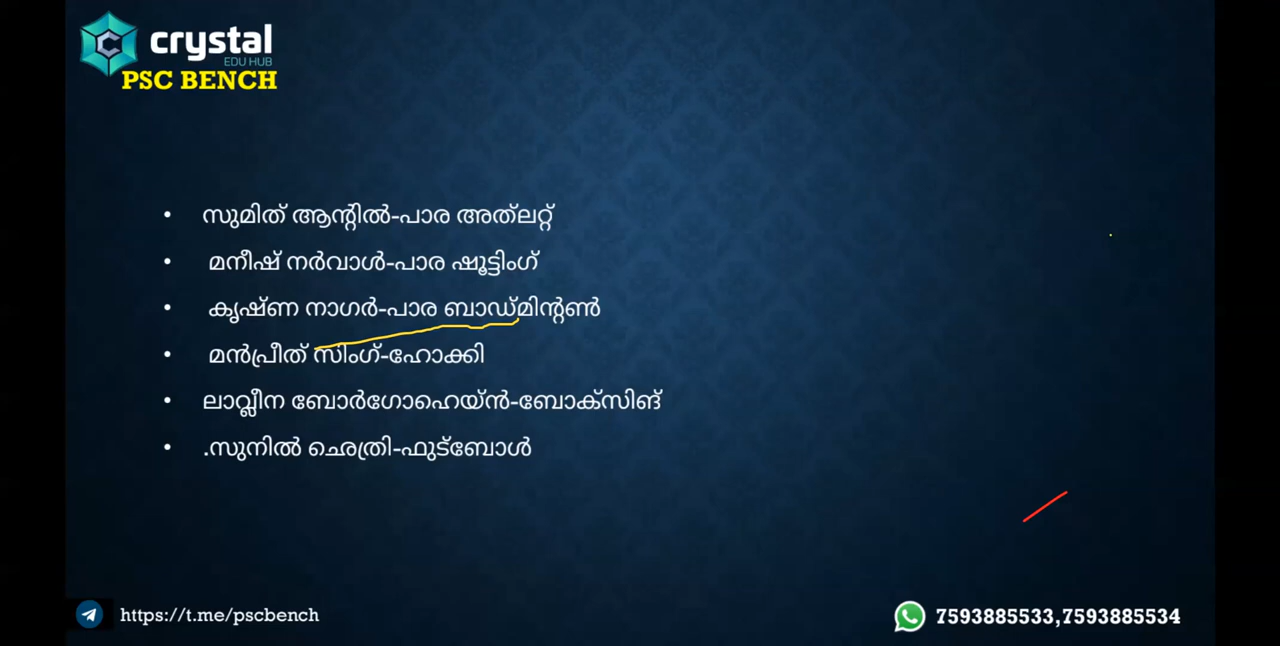 crystal
EDU HUB
PSC BENCH
• സുമിത് ആന്റിൽ-പാര അത്‌ലറ്റ്
• മനീഷ് നർവാൾ-പാര ഷൂട്ടിംഗ്
• കൃഷ്ണ നാഗർ-പാര ബാഡ്മിന്റൺ
• മൻപ്രീത് സിംഗ്-ഹോക്കി
• ലാവ്ലീന ബോർഗോഹെയ്ൻ-ബോക്സിങ്
• .സുനിൽ ഛെത്രി-ഫുട്ബോൾ
https://t.me/pscbench
7593885533,7593885534